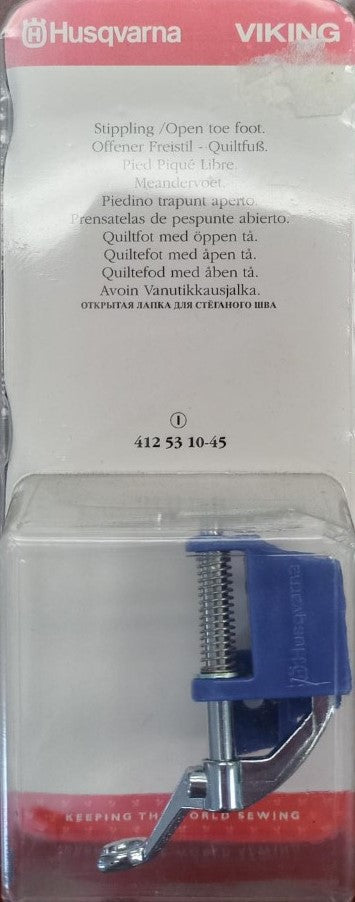 Husqvarna VIKING
Stippling /Open toe foot.
Offener Freistil - Quiltfuß.
Pied Piquê Libre.
Meandervoet.
Piedino trapunt aperto.
Prensatelas de pespunte abierto.
Quiltfot med öppen tå.
Quiltefot med åpen tå.
Quiltefod med åben tå.
Avoin Vanutikkausjalka.
ОТКРЫТАЯ ЛАПКА ДЛЯ СТЁГАНОГО ШВА
I
412 53 10-45
Husqvarna
KEEPING THE WORLD SEWING